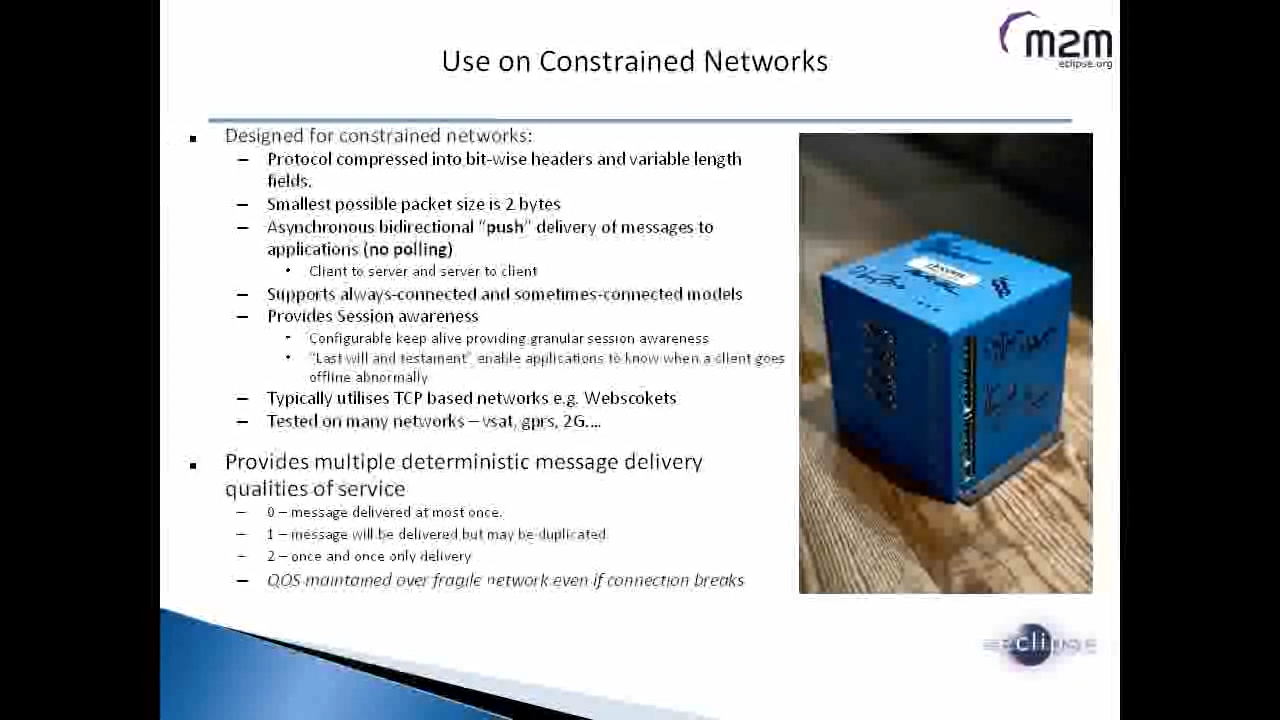 m2m
eclipse.org
Use on Constrained Networks
▪ Designed for constrained networks:
– Protocol compressed into bit-wise headers and variable length
fields.
– Smallest possible packet size is 2 bytes
– Asynchronous bidirectional “push” delivery of messages to
applications (no polling)
• Client to server and server to client
– Supports always-connected and sometimes-connected models
– Provides Session awareness
• Configurable keep alive providing granular session awareness
• “Last will and testament” enable applications to know when a client goes
offline abnormally
– Typically utilises TCP based networks e.g. Webscokets
– Tested on many networks – vsat, gprs, 2G....
▪ Provides multiple deterministic message delivery
qualities of service
– 0 – message delivered at most once.
– 1 – message will be delivered but may be duplicated
– 2 – once and once only delivery
– QOS maintained over fragile network even if connection breaks
eclipse